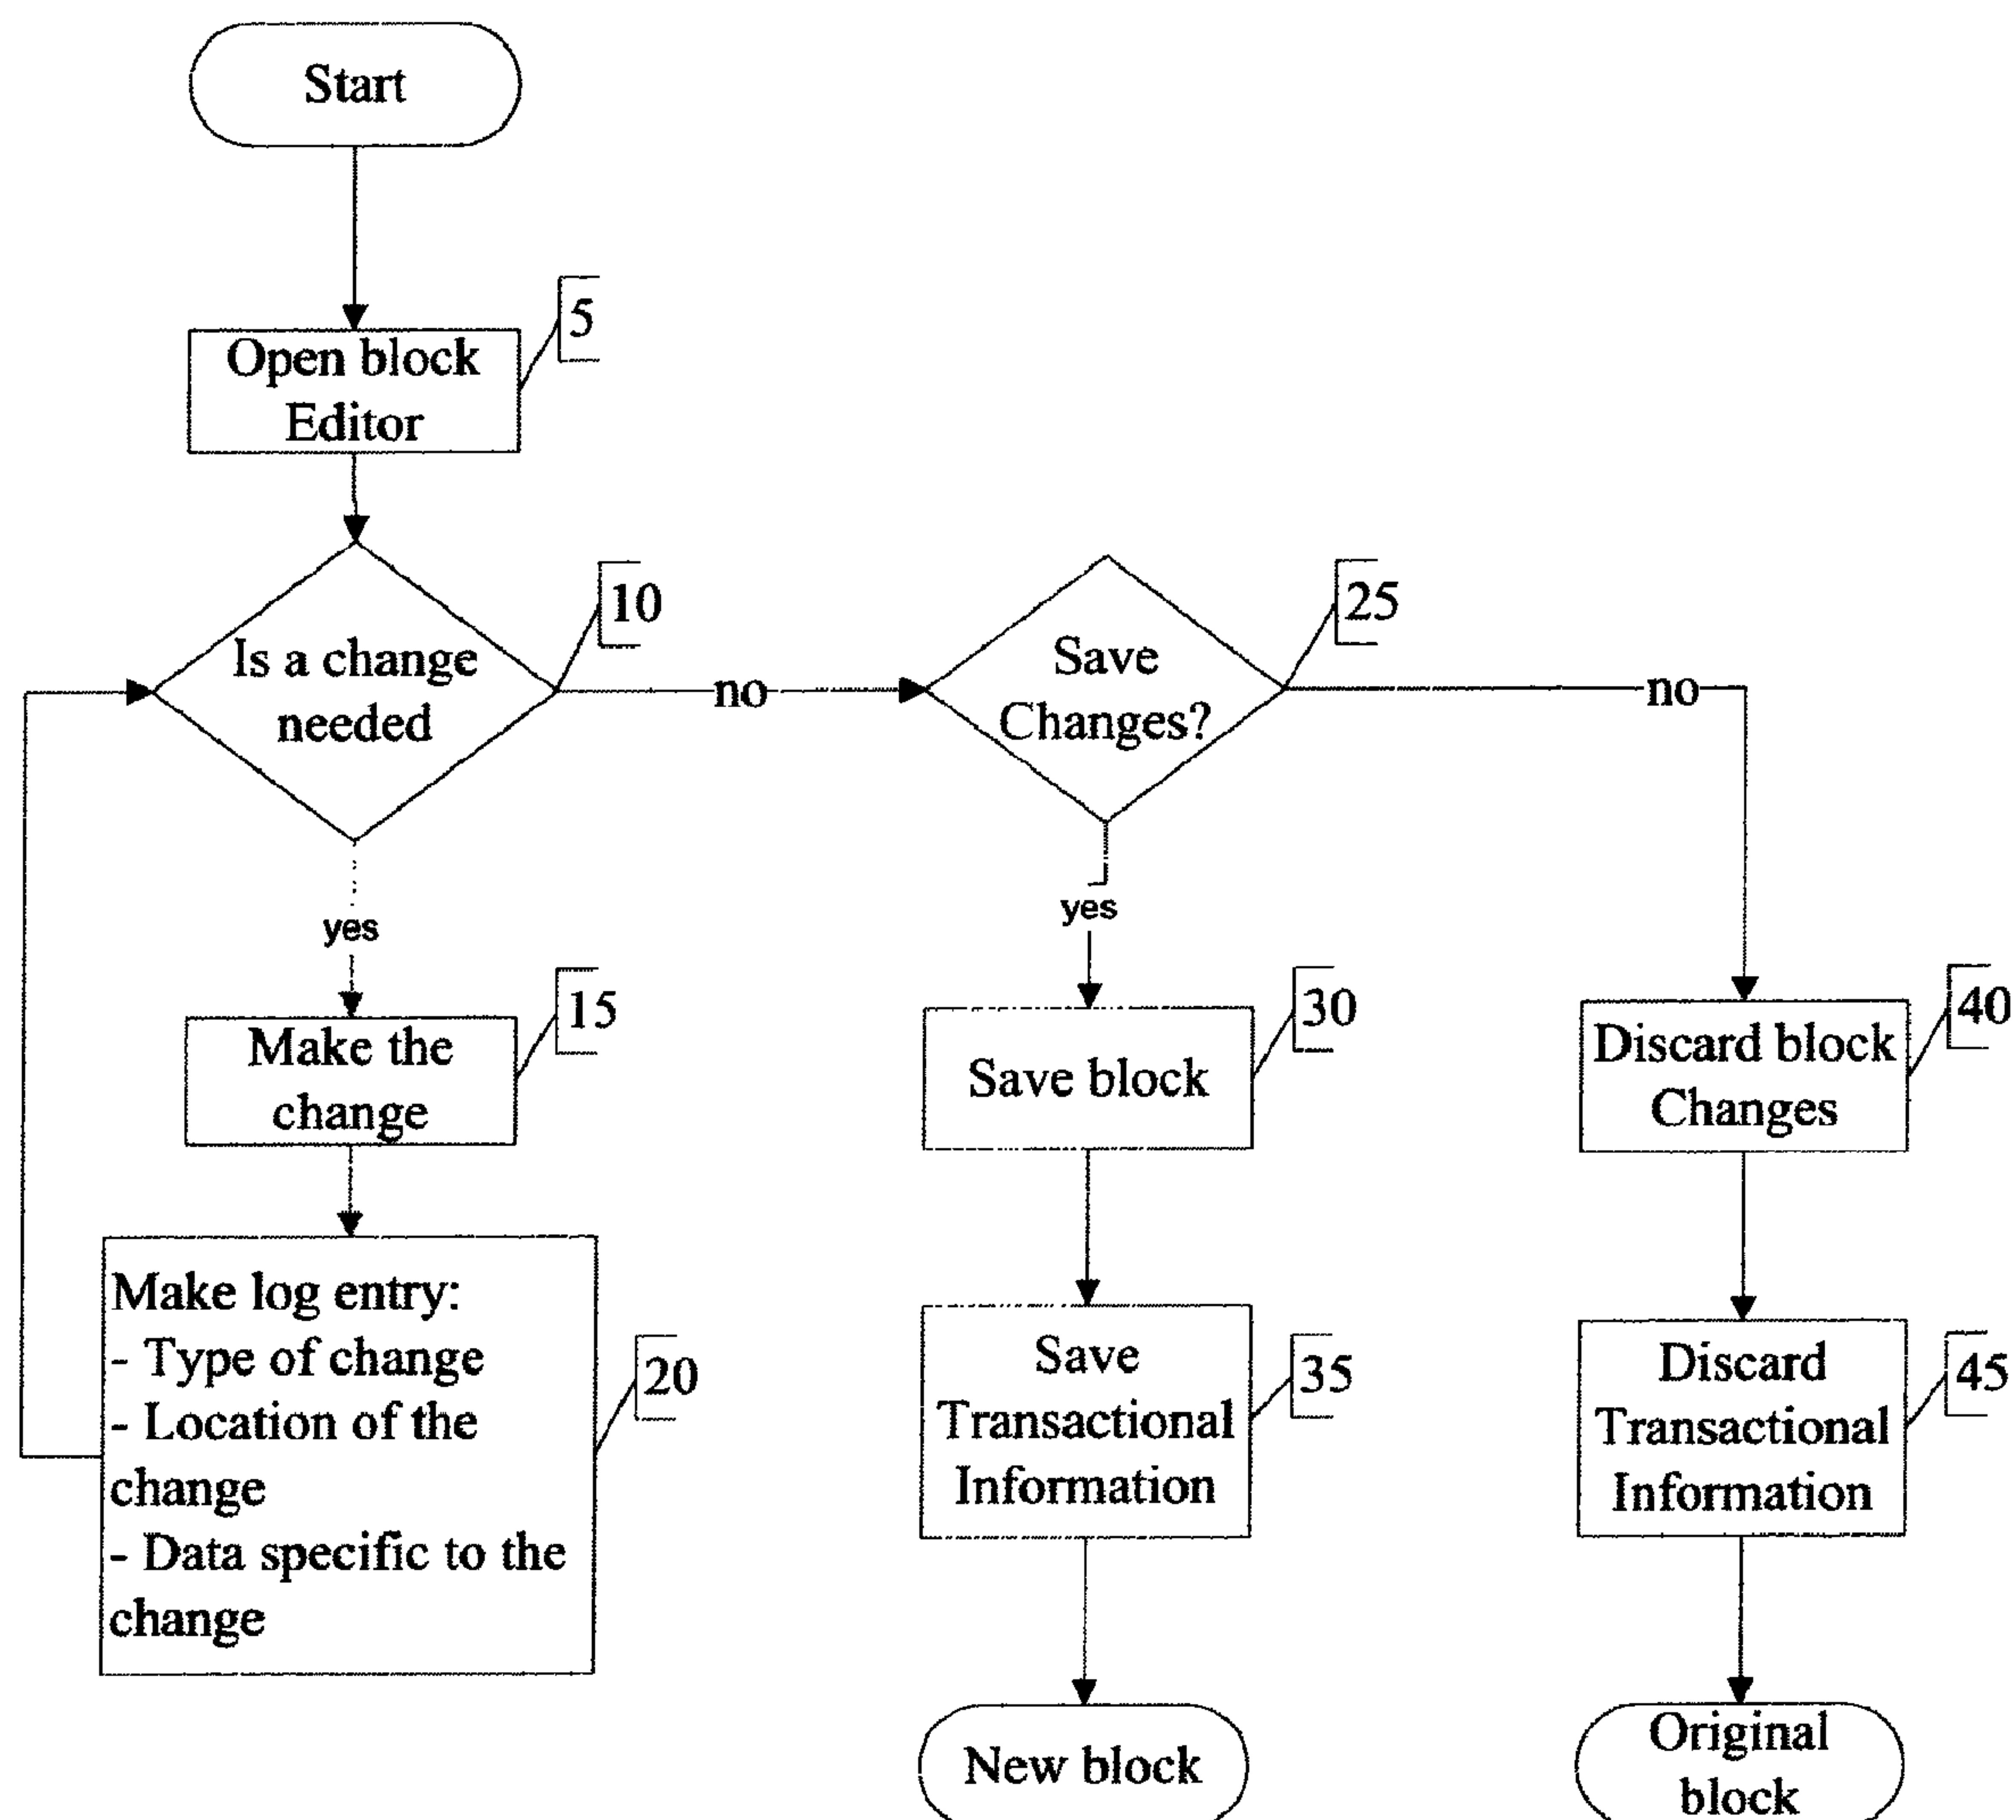 Start
5
Open block
Editor
10
Is a change
needed
no
25
Save
Changes?
no
yes
yes
15
Make the
change
30
Save block
40
Discard block
Changes
Make log entry:
- Type of change
- Location of the
change
- Data specific to the
change
20
Save
Transactional
Information
35
Discard
Transactional
Information
45
New block
Original
block